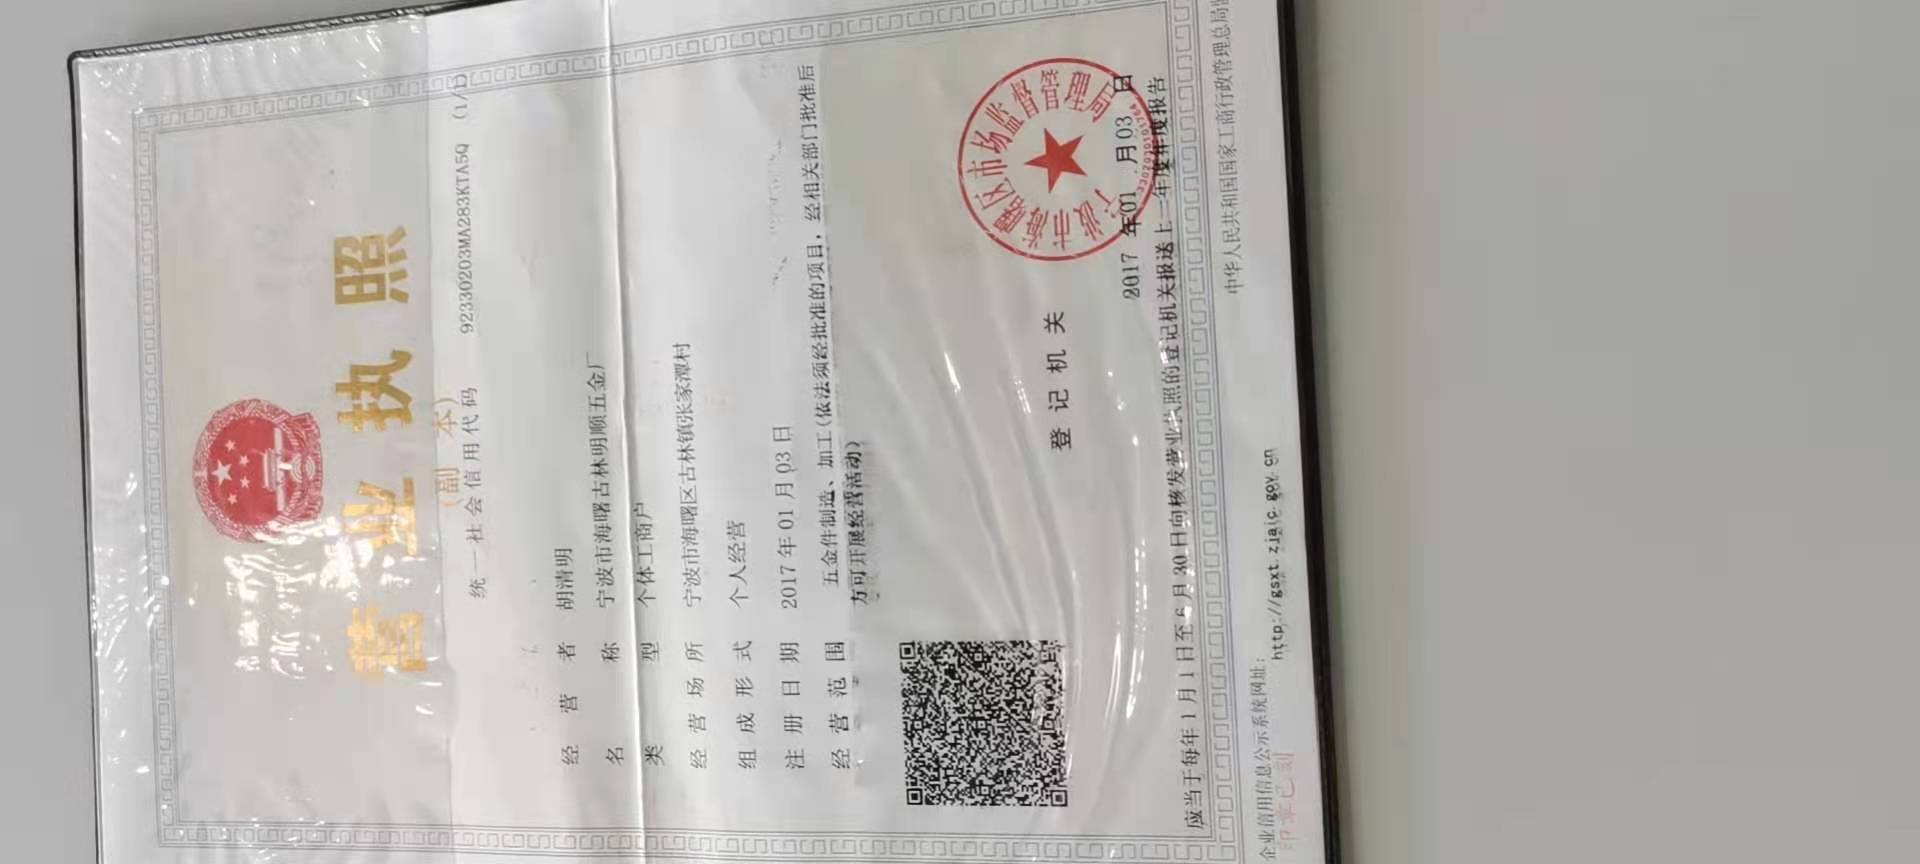 营业执照
(副 本)
统一社会信用代码 92330203MA283KTA5Q (1/1)
经营者 胡清明
名称 宁波市海曙古林明顺五金厂
类型 个体工商户
经营场所 宁波市海曙区古林镇张家潭村
组成形式 个人经营
注册日期 2017年01月03日
经营范围 五金件制造、加工(依法须经批准的项目,经相关部门批准后
方可开展经营活动)
宁波市海曙区市场监督管理局
登记机关
2017 年01 月03 日
应当于每年1月1日至6月30日向核发营业执照的登记机关报送上一年度年度报告
企业信用信息公示系统网址:
http://gsxt.zjaic.gov.cn
中华人民共和国国家工商行政管理总局
印章已刻